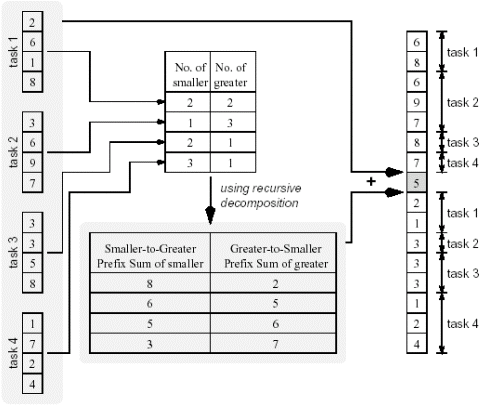 task 1
2
6
1
8
task 2
3
6
9
7
task 3
3
3
5
8
task 4
1
7
2
4
No. of smaller No. of greater
2 2
1 3
2 1
3 1
using recursive
decomposition
Smaller-to-Greater Prefix Sum of smaller Greater-to-Smaller Prefix Sum of greater
8 2
6 5
5 6
3 7
+
6
8
task 1
6
9
7
task 2
8
task 3
7
task 4
5
2
1
task 1
3
task 2
3
3
task 3
1
2
4
task 4